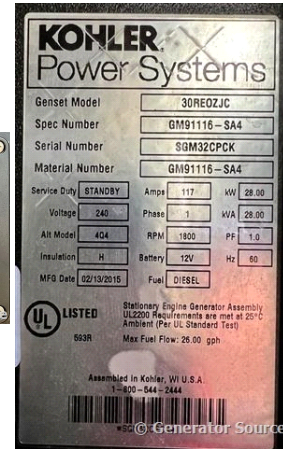 KOHLER
Power Systems
Genset Model 30REOZJC
Spec Number GM91116-SA4
Serial Number SGM32CPCK
Material Number GM91116-SA4
Service Duty STANDBY Amps 117 kW 28.00
Voltage 240 Phase 1 kVA 28.00
Alt Model 4Q4 RPM 1800 PF 1.0
Insulation H Battery 12V Hz 60
MFG Date 02/13/2015 Fuel DIESEL
UL LISTED
593R
Stationary Engine Generator Assembly
UL2200 Requirements are met at 25°C
Ambient (Per UL Standard Test)
Max Fuel Flow: 26.00 gph
Assembled in Kohler, WI U.S.A.
1-800-544-2444
© Generator Source